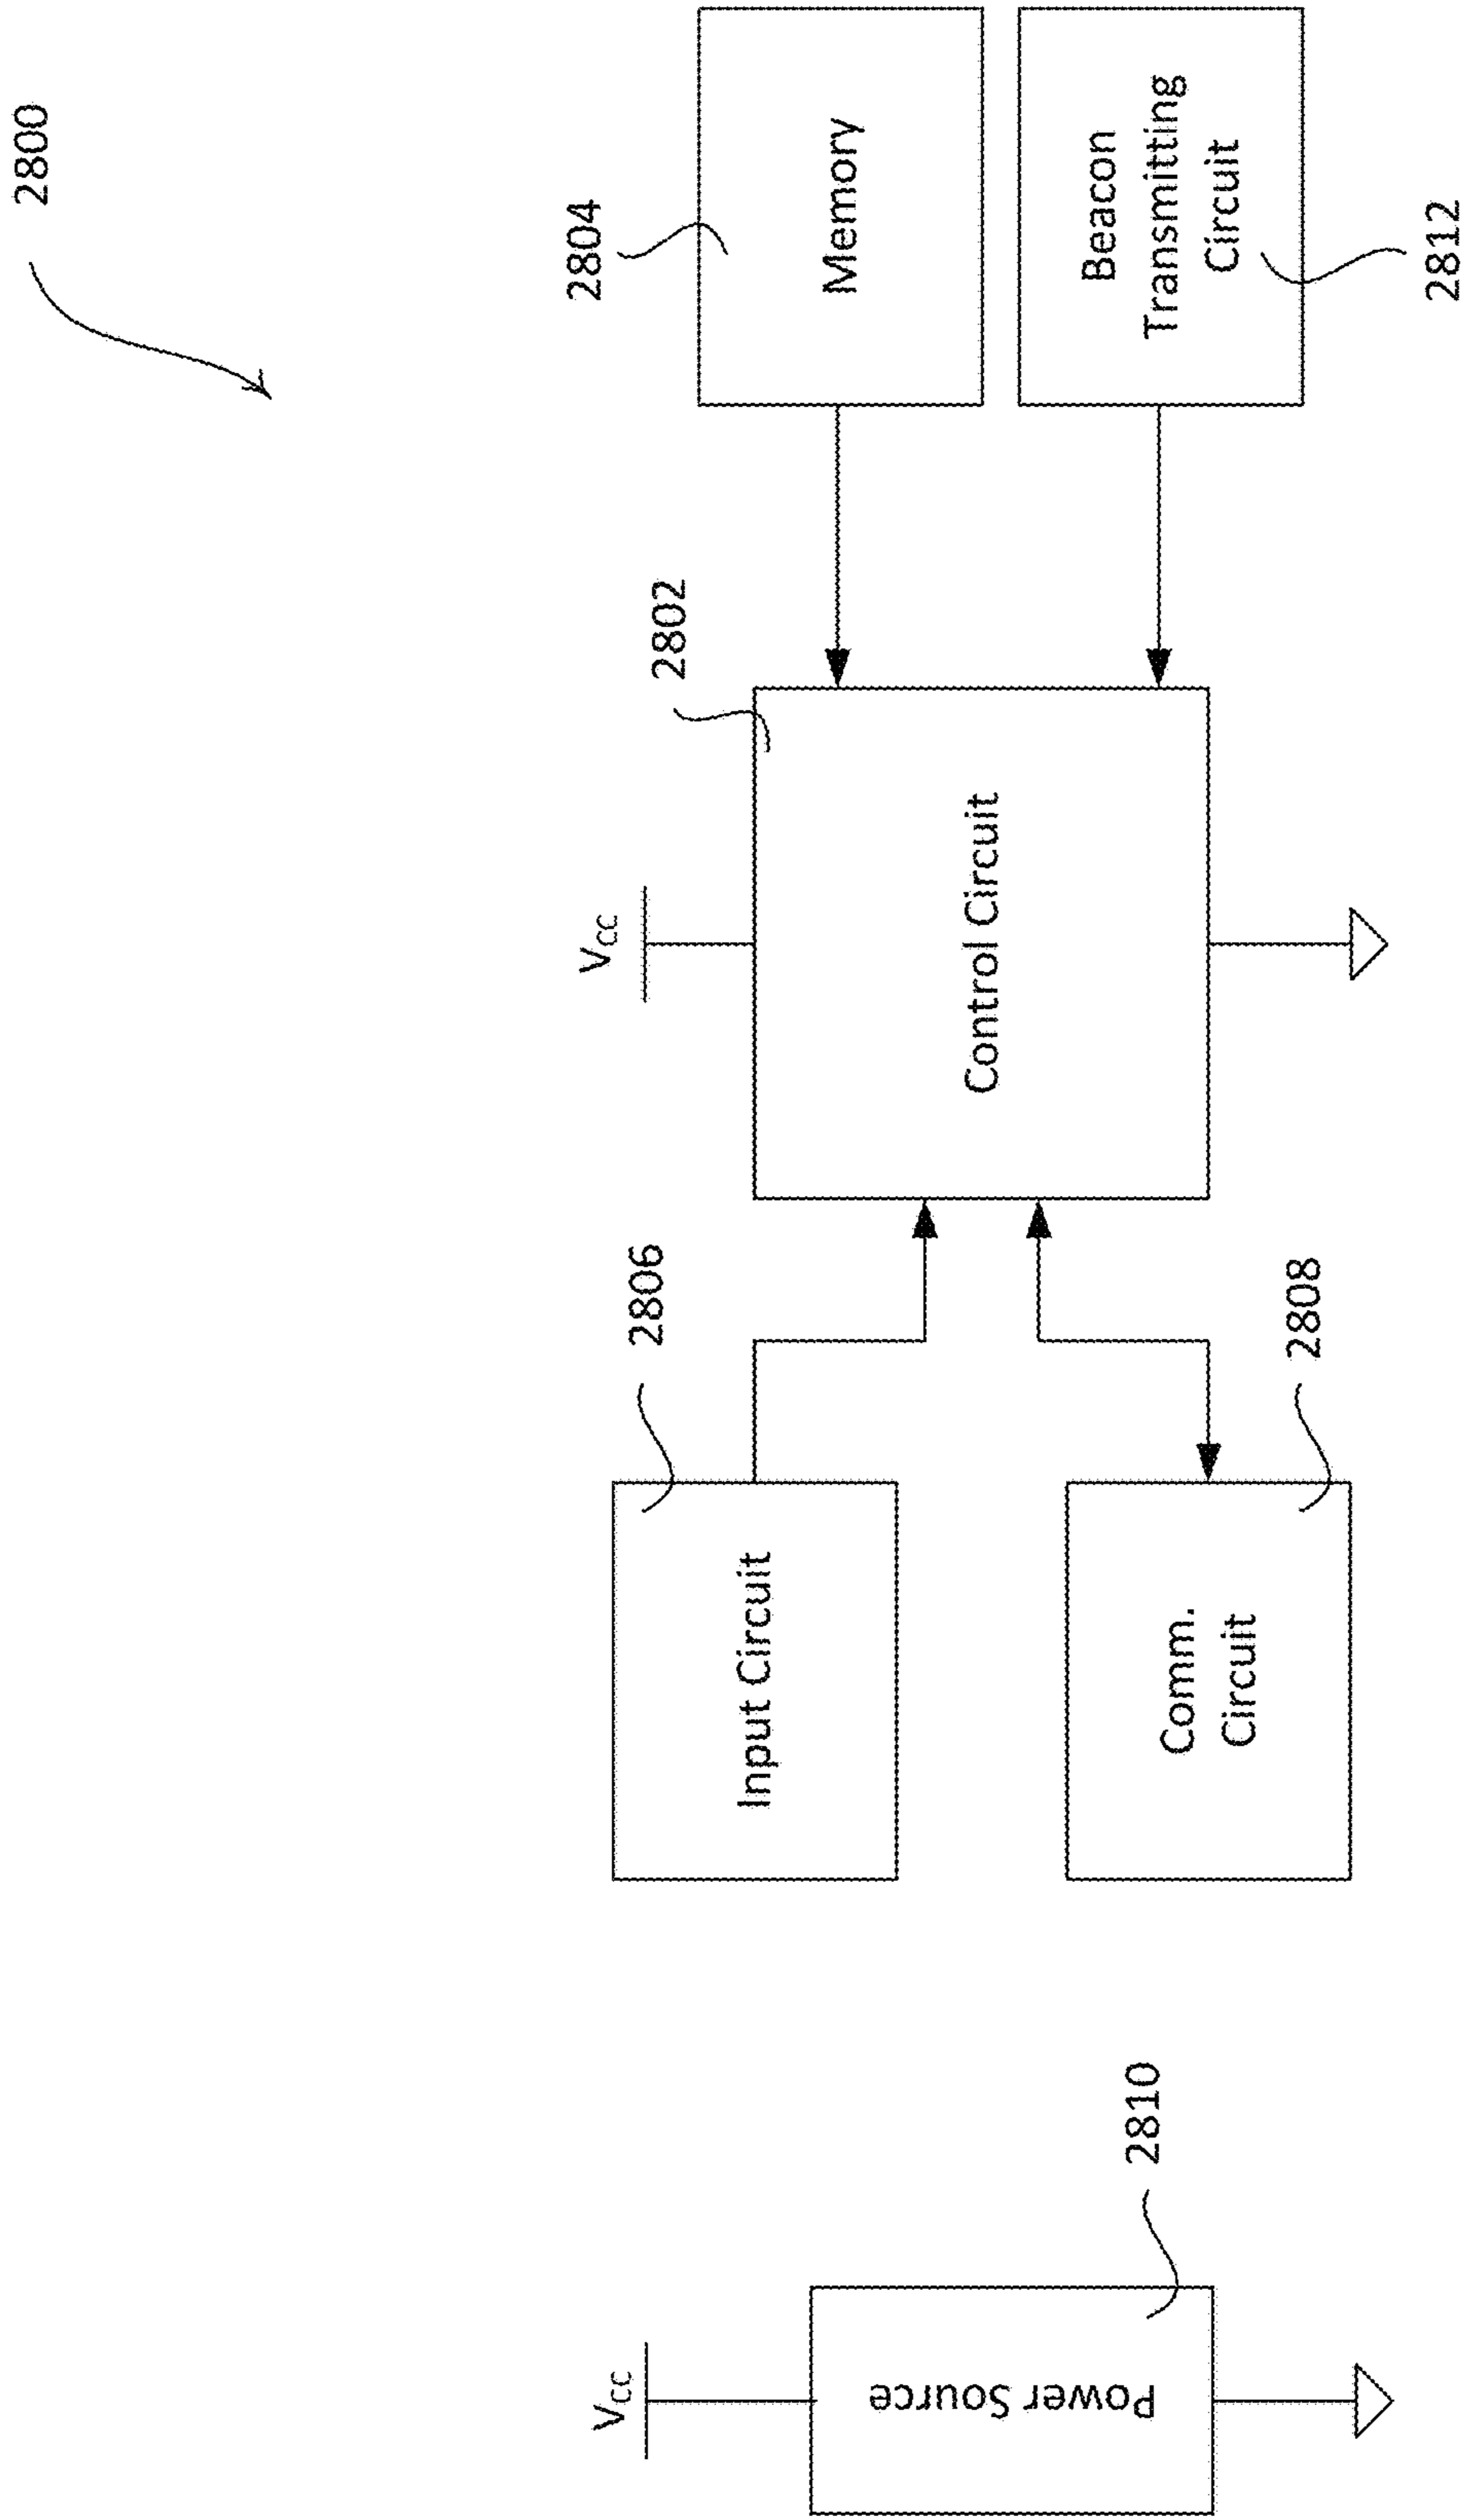 2800
2804
Memory
Beacon
Transmitting
Circuit
2812
2802
VCC
Control Circuit
2806
Input Circuit
2808
Comm.
Circuit
2810
VCC
Power Source